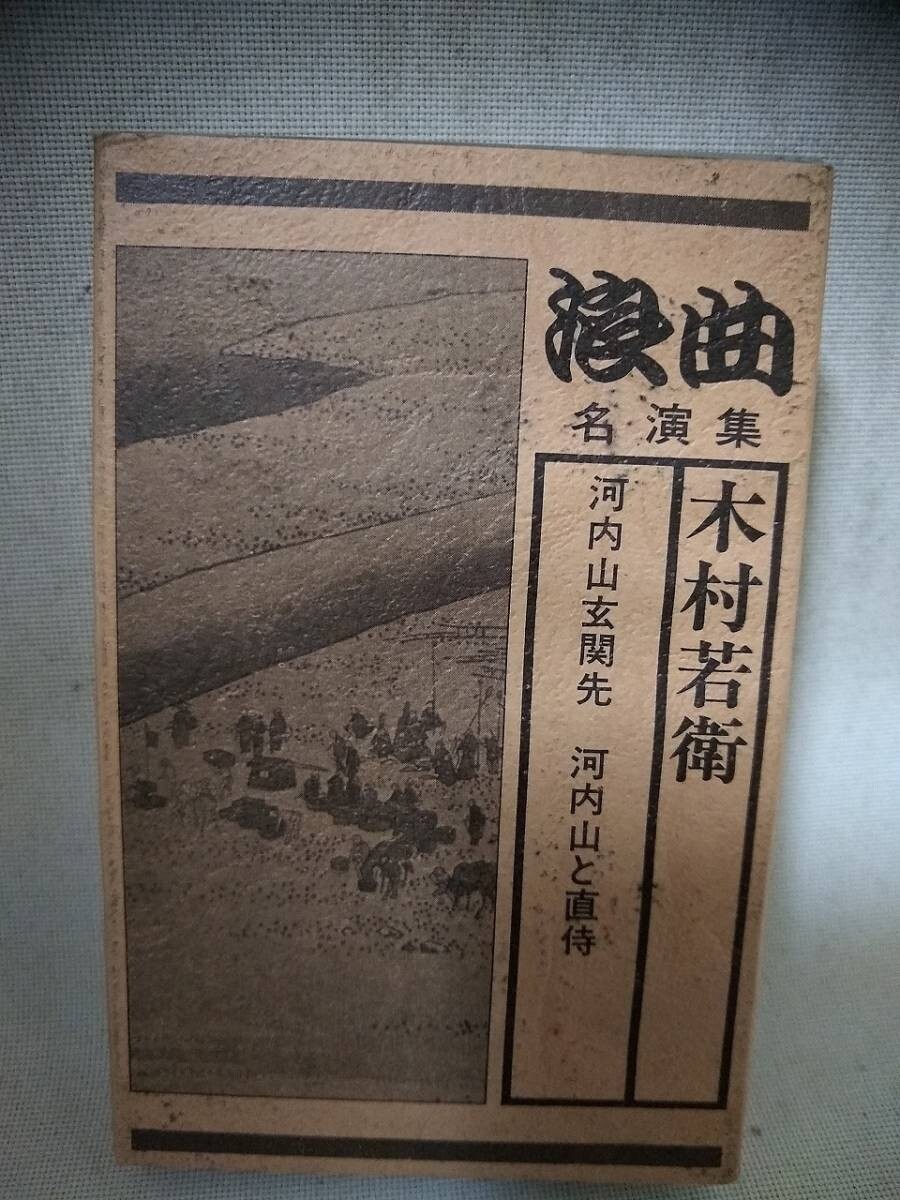 浪曲
名演集
木村若衛
河内山玄関先 河内山と直侍